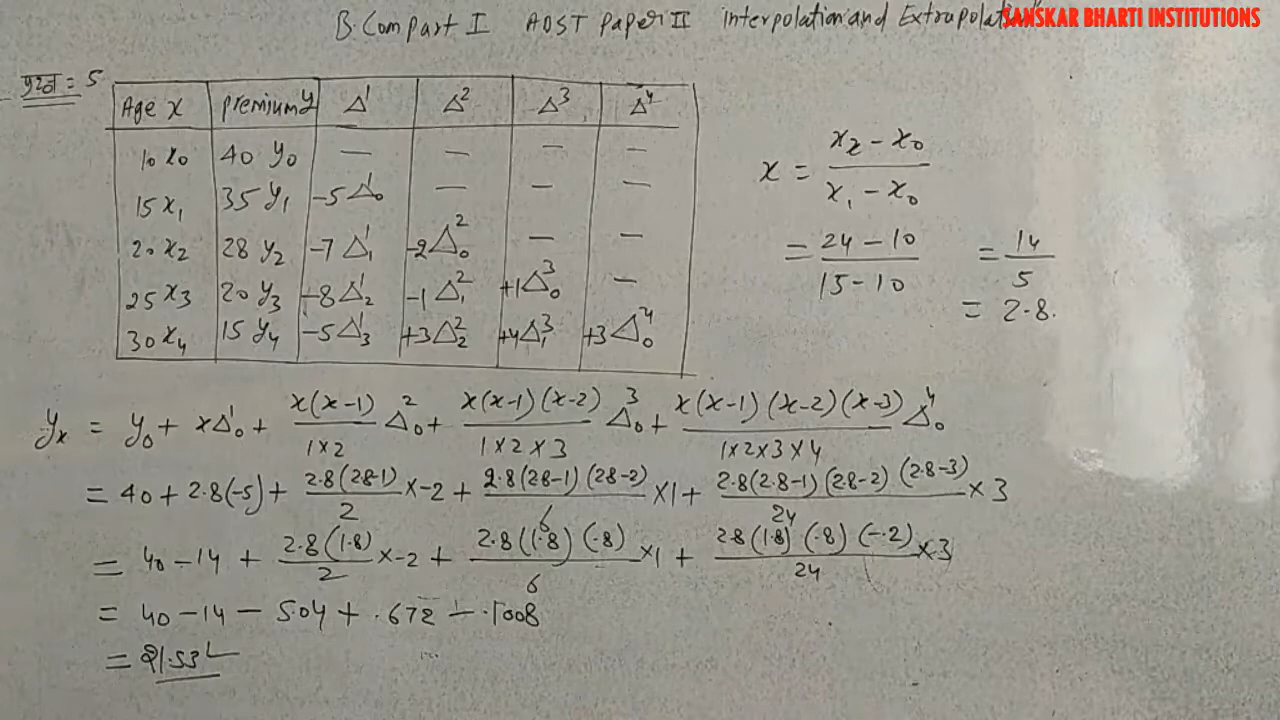 B.Com part I AOST Paper II Interpolation and Extrapolation"
SANSKAR BHARTI INSTITUTIONS
प्रश्न = 5
Age x premium y Δ¹ Δ² Δ³ Δ⁴
10 x₀ 40 y₀ — — — —
15 x₁ 35 y₁ -5 Δ¹₀ — — —
20 x₂ 28 y₂ -7 Δ¹₁ -2 Δ²₀ — —
25 x₃ 20 y₃ -8 Δ¹₂ -1 Δ²₁ +1 Δ³₀ —
30 x₄ 15 y₄ -5 Δ¹₃ +3 Δ²₂ +4 Δ³₁ +3 Δ⁴₀
x = (x₂ - x₀)/(x₁ - x₀)
= (24 - 10)/(15 - 10) = 14/5
= 2.8.
yₓ = y₀ + xΔ¹₀ + x(x-1)/(1×2) Δ²₀ + x(x-1)(x-2)/(1×2×3) Δ³₀ + x(x-1)(x-2)(x-3)/(1×2×3×4) Δ⁴₀
= 40 + 2.8(-5) + 2.8(2.8-1)/2 ×-2 + 2.8(2.8-1)(2.8-2)/6 ×1 + 2.8(2.8-1)(2.8-2)(2.8-3)/24 × 3
= 40 - 14 + 2.8(1.8)/2 ×-2 + 2.8(1.8)(.8)/6 ×1 + 2.8(1.8)(.8)(-.2)/24 ×3
= 40 - 14 - 5.04 + .672 - .1008
= 21.53